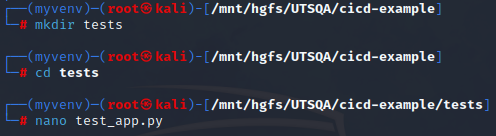 ┌──(myvenv)─(root㉿kali)-[/mnt/hgfs/UTSQA/cicd-example]
└─# mkdir tests
┌──(myvenv)─(root㉿kali)-[/mnt/hgfs/UTSQA/cicd-example]
└─# cd tests
┌──(myvenv)─(root㉿kali)-[/mnt/hgfs/UTSQA/cicd-example/tests]
└─# nano test_app.py